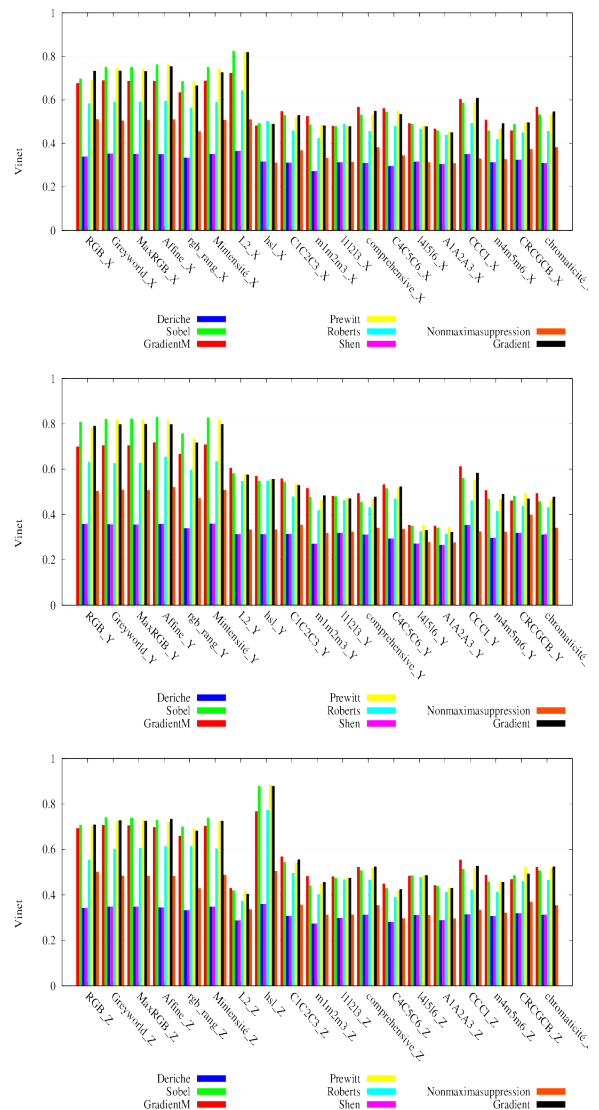 1
0.8
0.6
0.4
0.2
0
Vinet
RGB_X
Greyworld_X
MaxRGB_X
Affine_X
rgb_rang_X
Mintensité_X
L2_X
hsl_X
C1C2C3_X
m1m2m3_X
l1l2l3_X
comprehensive_X
C4C5C6_X
l4l5l6_X
A1A2A3_X
CCCI_X
m4m5m6_X
CRCGCB_X
chromaticité_
Deriche
Sobel
GradientM
Prewitt
Roberts
Shen
Nonmaximasuppression
Gradient
1
0.8
0.6
0.4
0.2
0
Vinet
RGB_Y
Greyworld_Y
MaxRGB_Y
Affine_Y
rgb_rang_Y
Mintensité_Y
L2_Y
hsl_Y
C1C2C3_Y
m1m2m3_Y
l1l2l3_Y
comprehensive_Y
C4C5C6_Y
l4l5l6_Y
A1A2A3_Y
CCCI_Y
m4m5m6_Y
CRCGCB_Y
chromaticité_
Deriche
Sobel
GradientM
Prewitt
Roberts
Shen
Nonmaximasuppression
Gradient
1
0.8
0.6
0.4
0.2
0
Vinet
RGB_Z
Greyworld_Z
MaxRGB_Z
Affine_Z
rgb_rang_Z
Mintensité_Z
L2_Z
hsl_Z
C1C2C3_Z
m1m2m3_Z
l1l2l3_Z
comprehensive_Z
C4C5C6_Z
l4l5l6_Z
A1A2A3_Z
CCCI_Z
m4m5m6_Z
CRCGCB_Z
chromaticité_
Deriche
Sobel
GradientM
Prewitt
Roberts
Shen
Nonmaximasuppression
Gradient